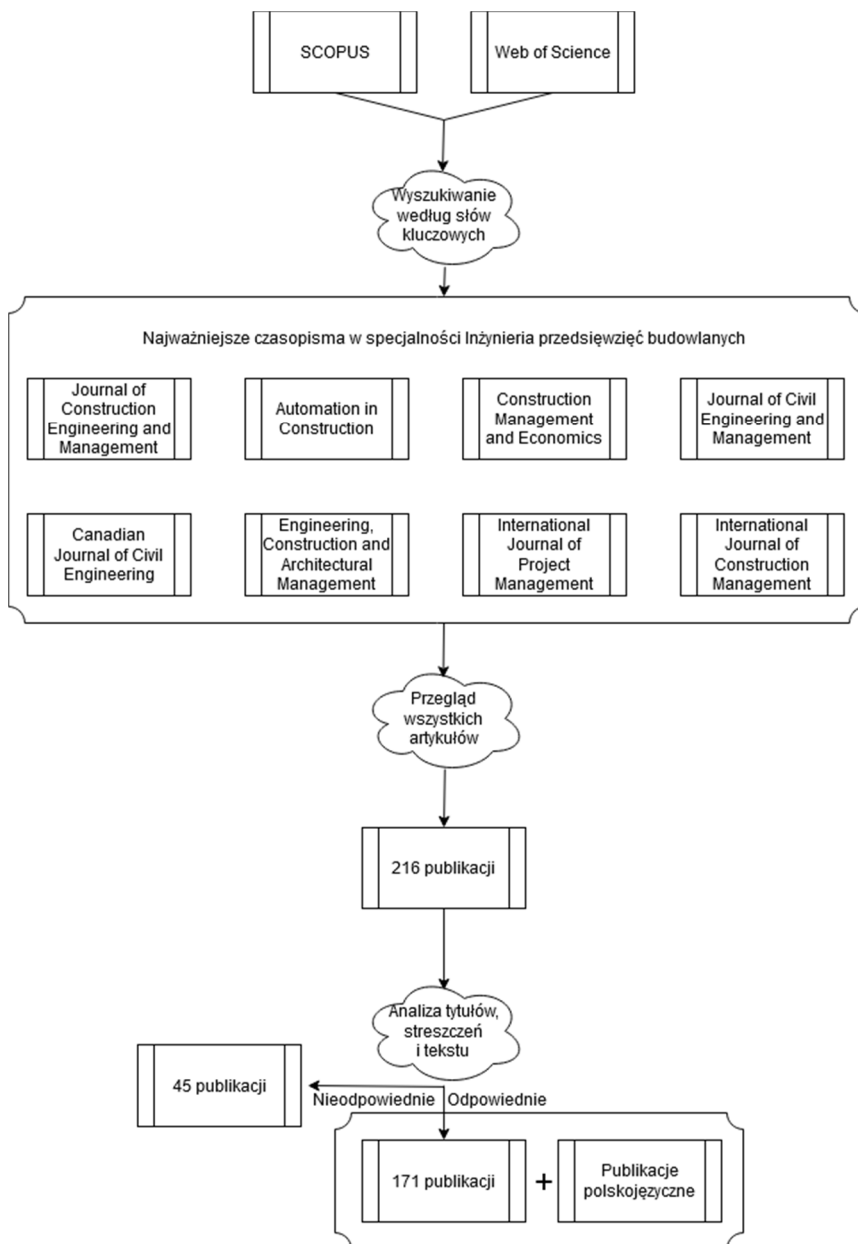 SCOPUS
Web of Science
Wyszukiwanie
według słów
kluczowych
Najważniejsze czasopisma w specjalności Inżynieria przedsięwzięć budowlanych
Journal of
Construction
Engineering and
Management
Automation in
Construction
Construction
Management
and Economics
Journal of Civil
Engineering and
Management
Canadian
Journal of Civil
Engineering
Engineering,
Construction and
Architectural
Management
International
Journal of
Project
Management
International
Journal of
Construction
Management
Przegląd
wszystkich
artykułów
216 publikacji
Analiza tytułów,
streszczeń
i tekstu
45 publikacji
Nieodpowiednie
Odpowiednie
171 publikacji
+
Publikacje
polskojęzyczne